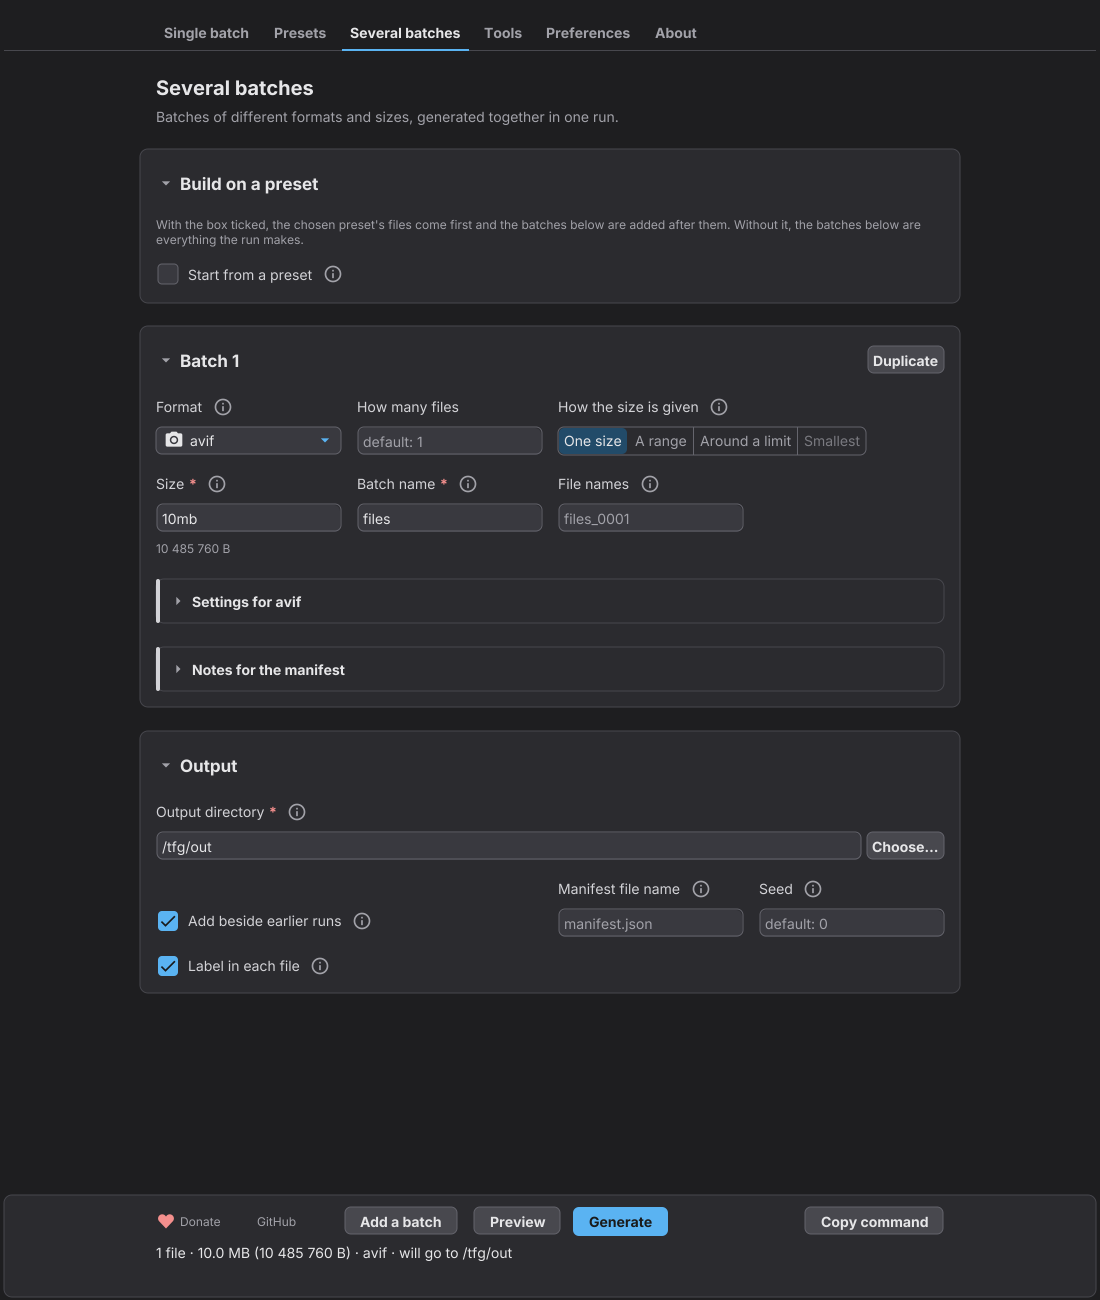 Single batch Presets Several batches Tools Preferences About
Several batches
Batches of different formats and sizes, generated together in one run.
Build on a preset
With the box ticked, the chosen preset's files come first and the batches below are added after them. Without it, the batches below are
everything the run makes.
Start from a preset
Batch 1 Duplicate
Format How many files How the size is given
avif default: 1 One size A range Around a limit Smallest
Size * Batch name * File names
10mb files files_0001
10 485 760 B
Settings for avif
Notes for the manifest
Output
Output directory *
/tfg/out Choose...
Manifest file name Seed
Add beside earlier runs manifest.json default: 0
Label in each file
Donate GitHub Add a batch Preview Generate Copy command
1 file · 10.0 MB (10 485 760 B) · avif · will go to /tfg/out